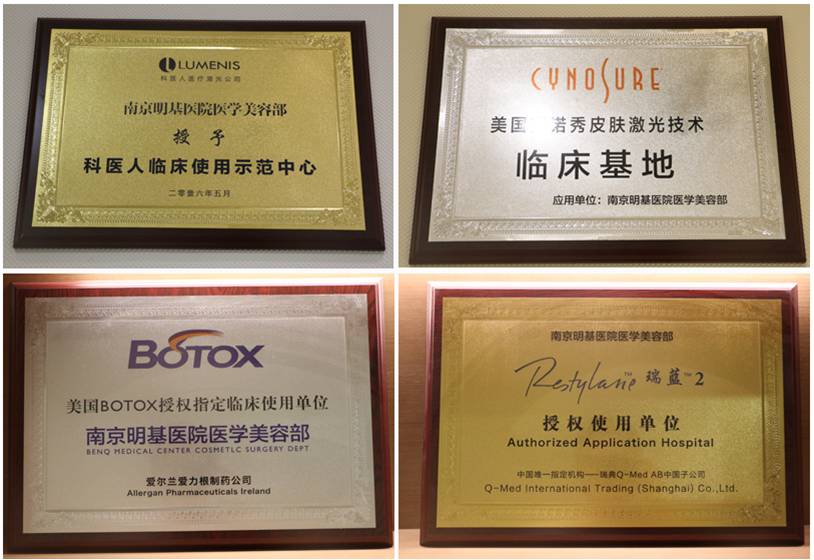 LUMENIS
科医人医疗激光公司
南京明基医院医学美容部
授予
科医人临床使用示范中心
CYNOSURE
美国 诺秀皮肤激光技术
临床基地
应用单位：南京明基医院医学美容部
BOTOX
美国BOTOX授权指定临床使用单位
南京明基医院医学美容部
BENQ MEDICAL CENTER COSMETLC SURGERY DEPT
爱尔兰爱力根制药公司
Allergan Pharmaceuticals Ireland
南京明基医院医学美容部
Restylane™ 瑞蓝™2
授权使用单位
Authorized Application Hospital
中国唯一指定机构——瑞典Q-Med AB中国子公司
Q-Med International Trading (Shanghai) Co.,Ltd.